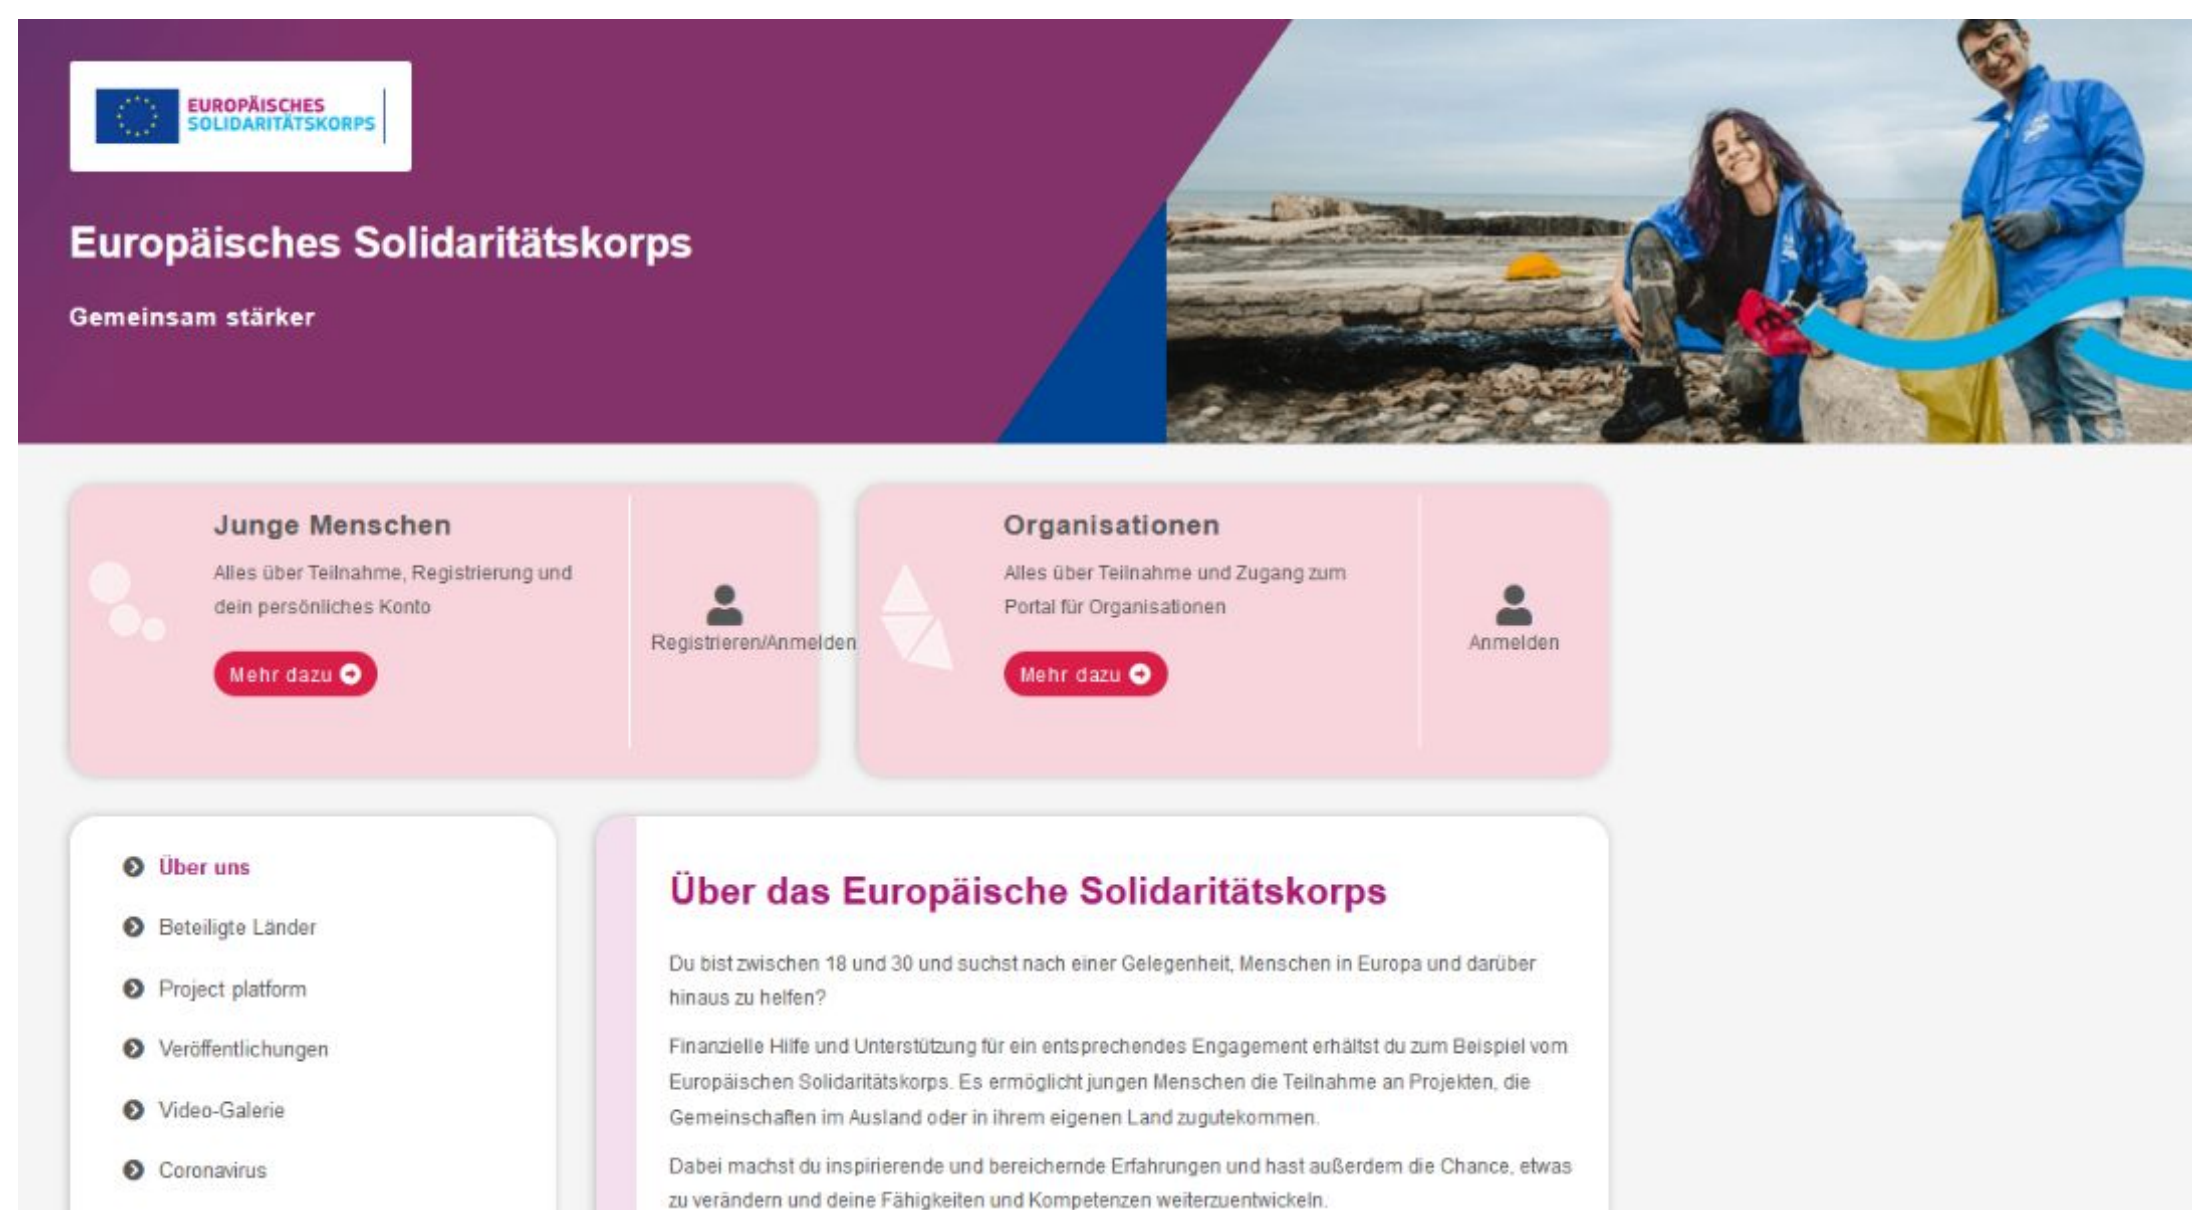 EUROPÄISCHES
SOLIDARITÄTSKORPS
Europäisches Solidaritätskorps
Gemeinsam stärker
Junge Menschen
Alles über Teilnahme, Registrierung und
dein persönliches Konto
Mehr dazu
Registrieren/Anmelden
Organisationen
Alles über Teilnahme und Zugang zum
Portal für Organisationen
Mehr dazu
Anmelden
Über uns
Beteiligte Länder
Project platform
Veröffentlichungen
Video-Galerie
Coronavirus
Über das Europäische Solidaritätskorps
Du bist zwischen 18 und 30 und suchst nach einer Gelegenheit, Menschen in Europa und darüber
hinaus zu helfen?
Finanzielle Hilfe und Unterstützung für ein entsprechendes Engagement erhältst du zum Beispiel vom
Europäischen Solidaritätskorps. Es ermöglicht jungen Menschen die Teilnahme an Projekten, die
Gemeinschaften im Ausland oder in ihrem eigenen Land zugutekommen.
Dabei machst du inspirierende und bereichernde Erfahrungen und hast außerdem die Chance, etwas
zu verändern und deine Fähigkeiten und Kompetenzen weiterzuentwickeln.